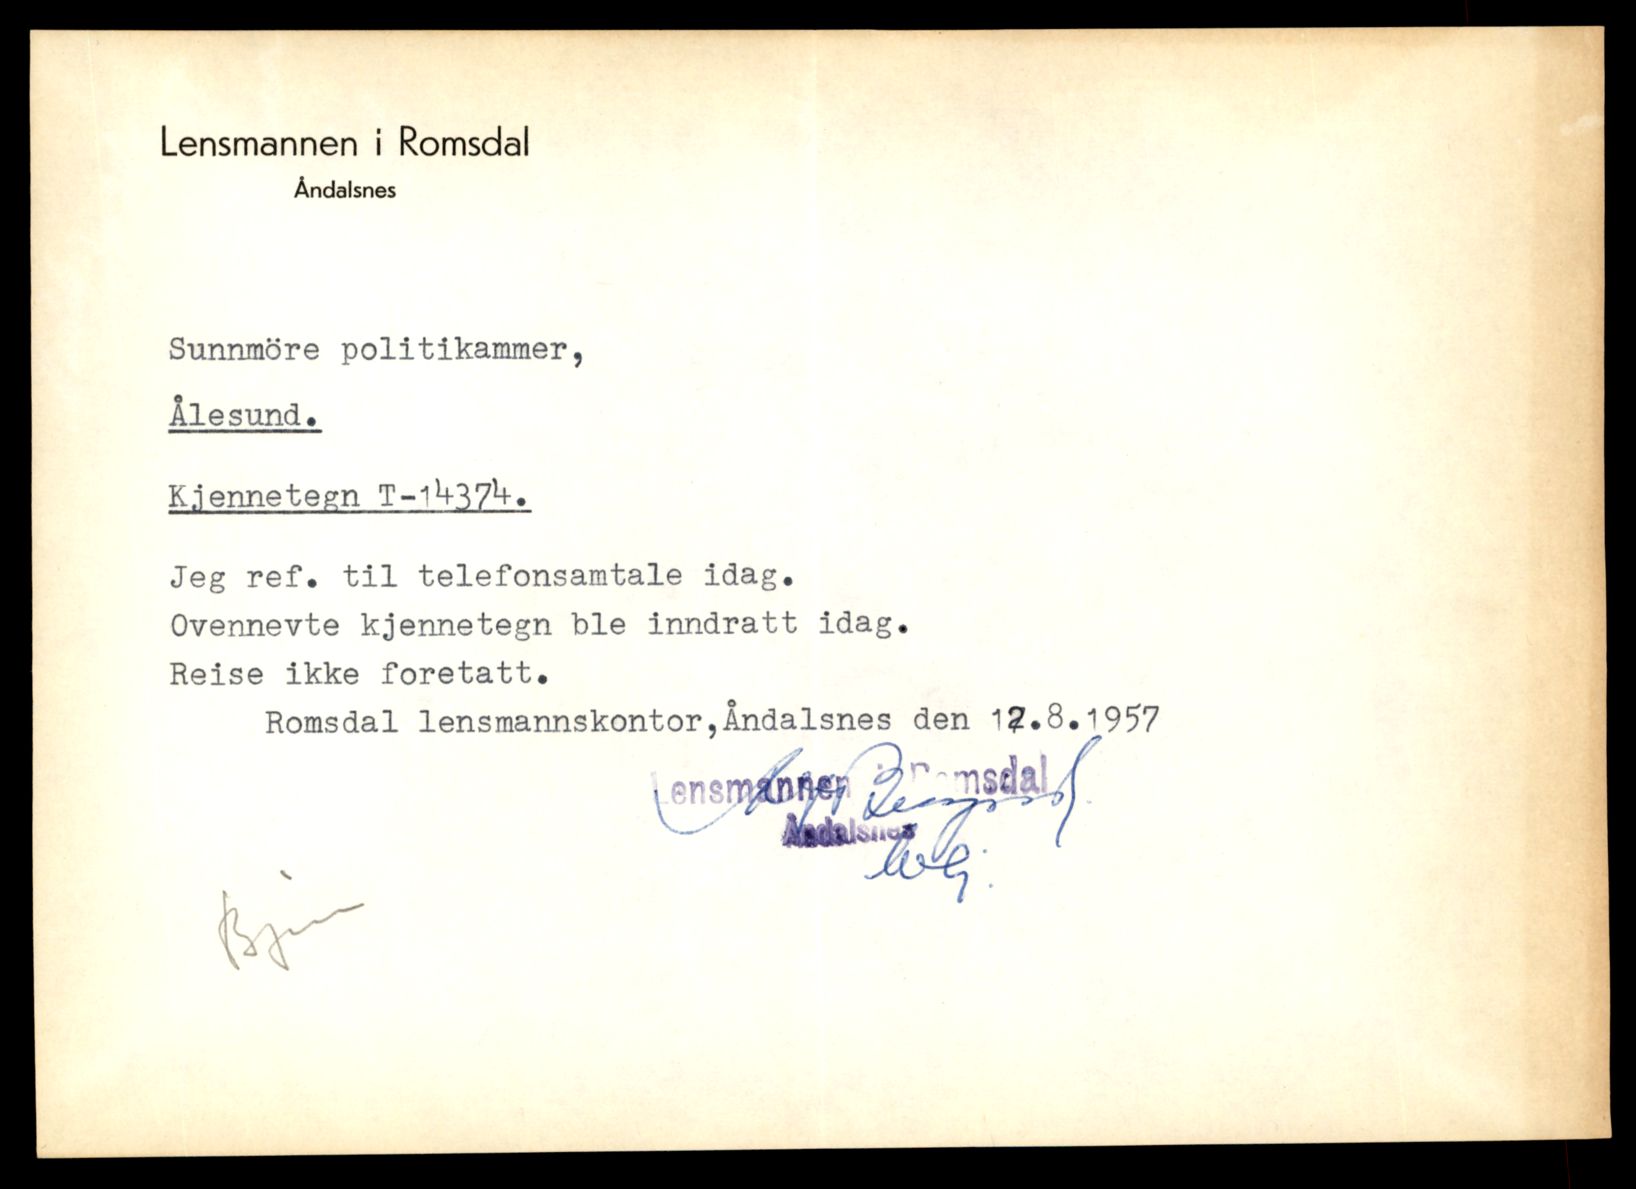 Lensmannen i Romsdal
Åndalsnes
Sunnmöre politikammer,
Ålesund.
Kjennetegn T-14374.
Jeg ref. til telefonsamtale idag.
Ovennevte kjennetegn ble inndratt idag.
Reise ikke foretatt.
Romsdal lensmannskontor,Åndalsnes den 12.8.1957
Lensmannen i Romsdal
Åndalsnes